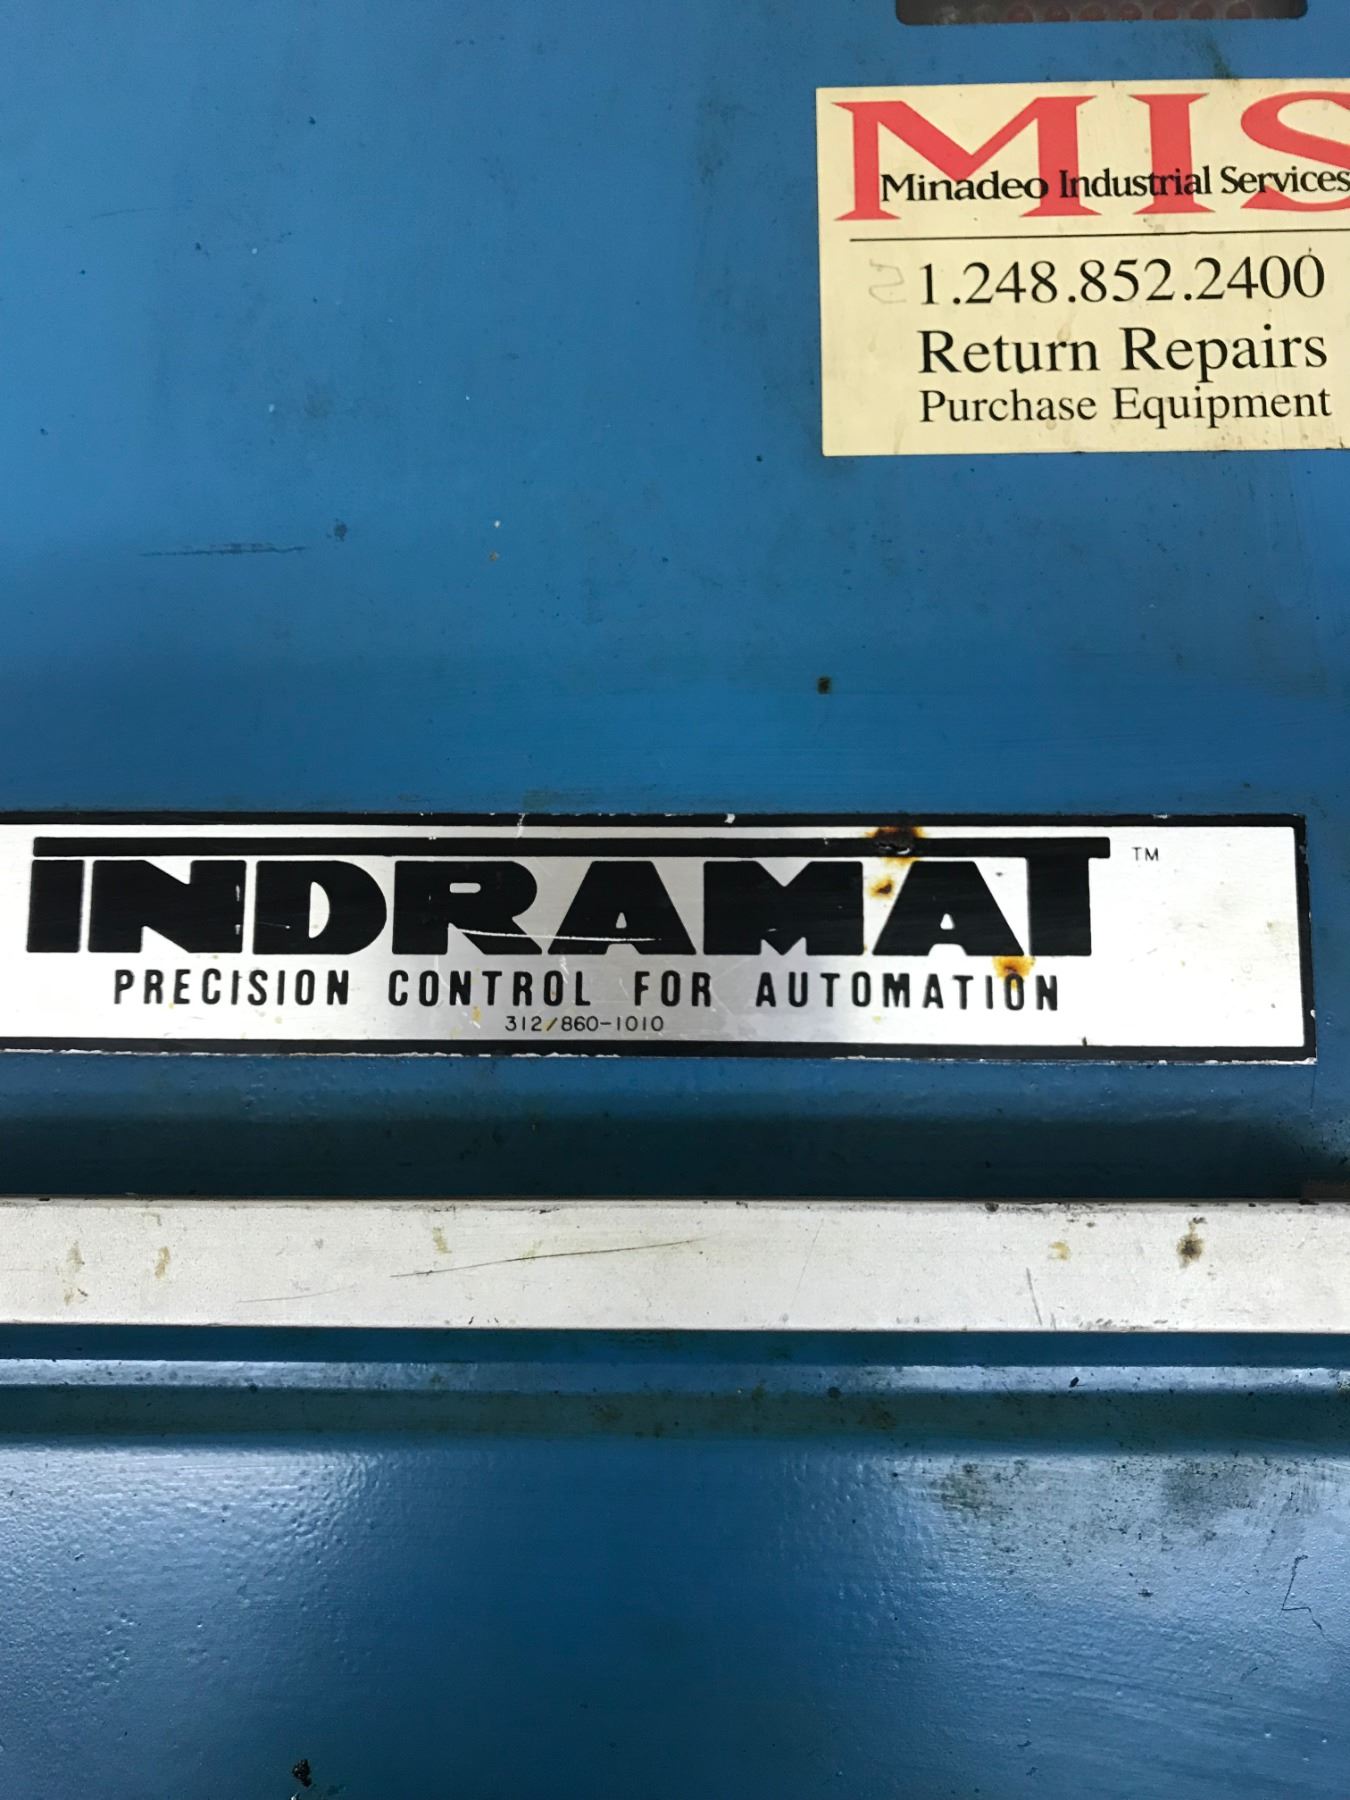 MIS
Minadeo Industrial Services
1.248.852.2400
Return Repairs
Purchase Equipment
INDRAMAT ™
PRECISION CONTROL FOR AUTOMATION
312/860-1010